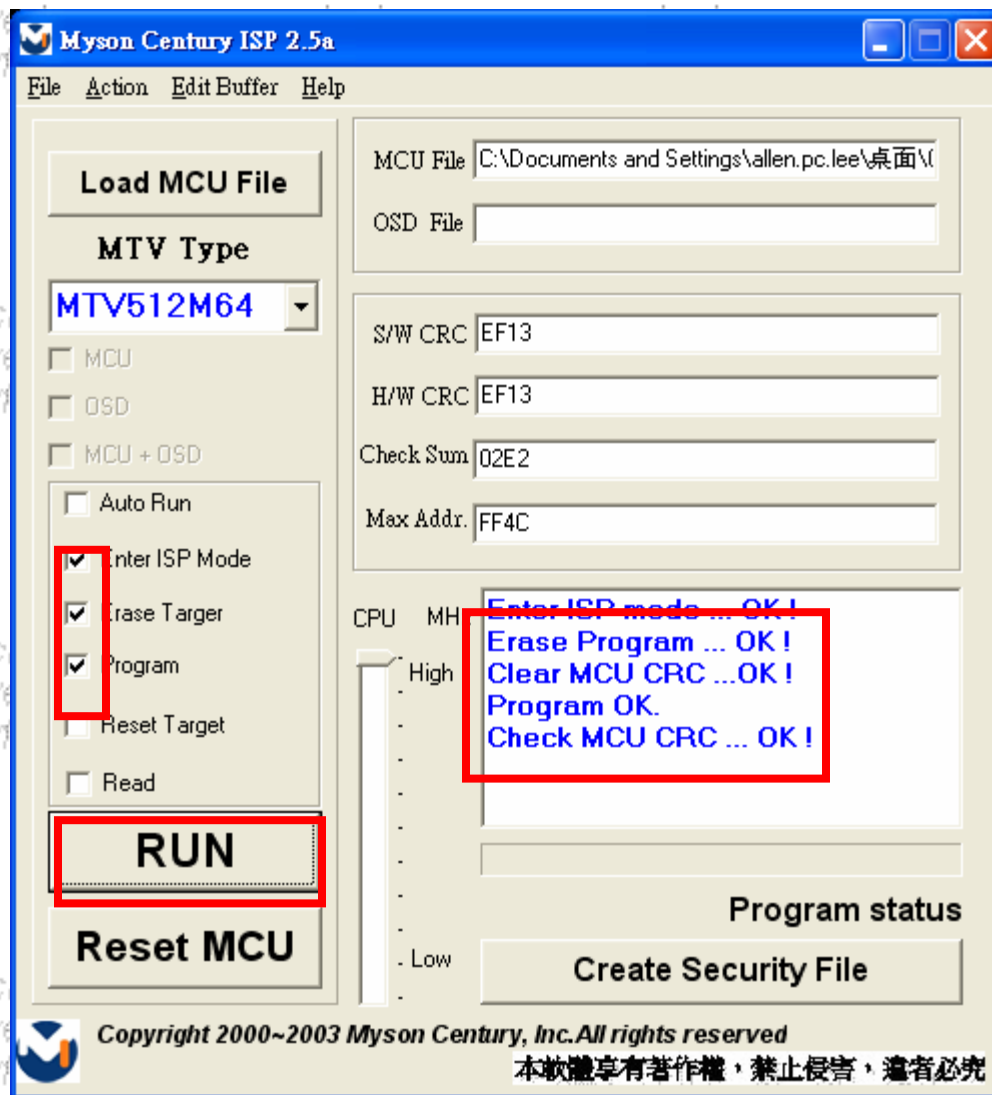 Myson Century ISP 2.5a
File Action Edit Buffer Help
Load MCU File
MTV Type
MTV512M64
MCU
OSD
MCU + OSD
Auto Run
Enter ISP Mode
Erase Targer
Program
Reset Target
Read
RUN
Reset MCU
MCU File C:\Documents and Settings\allen.pc.lee\桌面\
OSD File
S/W CRC EF13
H/W CRC EF13
Check Sum 02E2
Max Addr. FF4C
CPU
High
Low
Enter ISP mode ... OK !
Erase Program ... OK !
Clear MCU CRC ...OK !
Program OK.
Check MCU CRC ... OK !
Program status
Create Security File
Copyright 2000~2003 Myson Century, Inc.All rights reserved
本軟體享有著作權，禁止侵害，違者必究